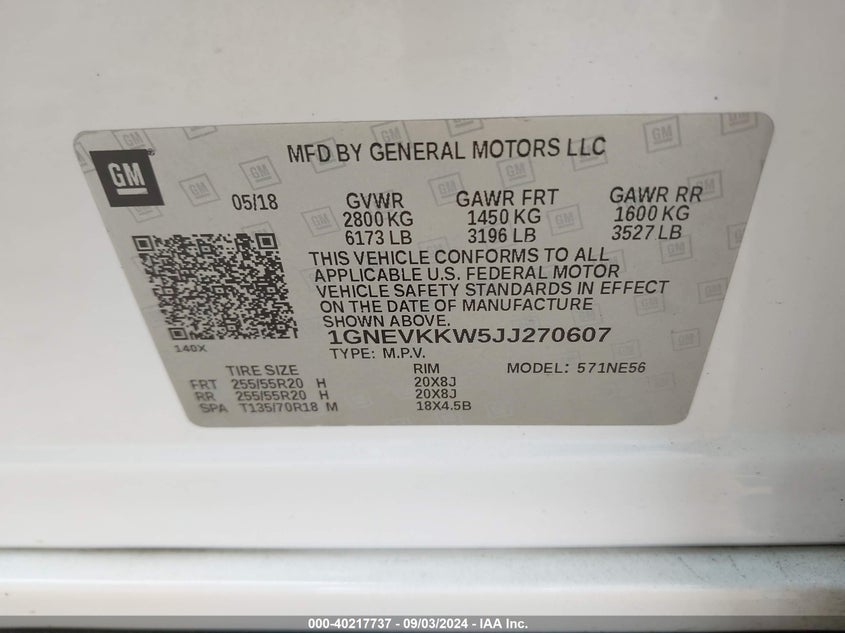 GM
MFD BY GENERAL MOTORS LLC
05/18
GVWR GAWR FRT GAWR RR
2800 KG 1450 KG 1600 KG
6173 LB 3196 LB 3527 LB
THIS VEHICLE CONFORMS TO ALL
APPLICABLE U.S. FEDERAL MOTOR
VEHICLE SAFETY STANDARDS IN EFFECT
ON THE DATE OF MANUFACTURE
SHOWN ABOVE.
1GNEVKKW5JJ270607
140X
TYPE: M.P.V. MODEL: 571NE56
TIRE SIZE RIM
FRT 255/55R20 H 20X8J
RR 255/55R20 H 20X8J
SPA T135/70R18 M 18X4.5B
000-40217737 - 09/03/2024 - IAA Inc.